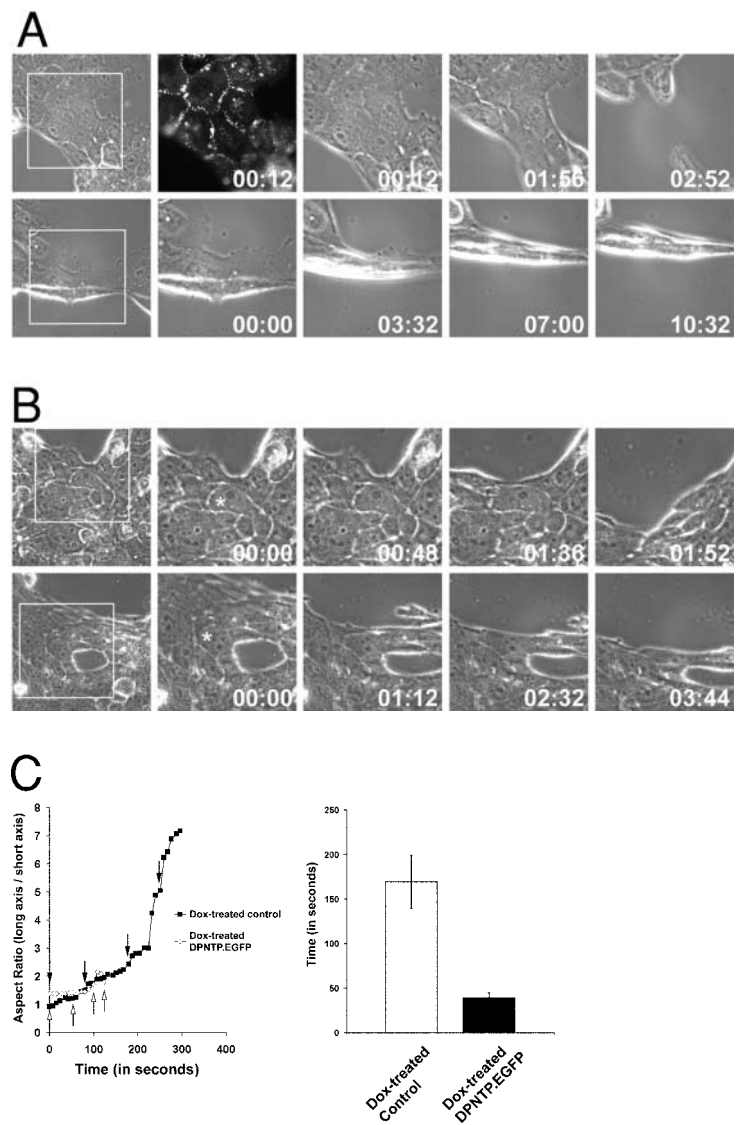 A
00:12 00:12 01:56 02:52
00:00 03:32 07:00 10:32
B
*
00:00 00:48 01:36 01:52
*
00:00 01:12 02:32 03:44
C
Aspect Ratio (long axis / short axis)
8
7
6
5
4
3
2
1
0
0 100 200 300 400
Time (in seconds)
Dox-treated control
Dox-treated
DPNTP.EGFP
Time (in seconds)
250
200
150
100
50
0
Dox-treated
Control
Dox-treated
DPNTP.EGFP